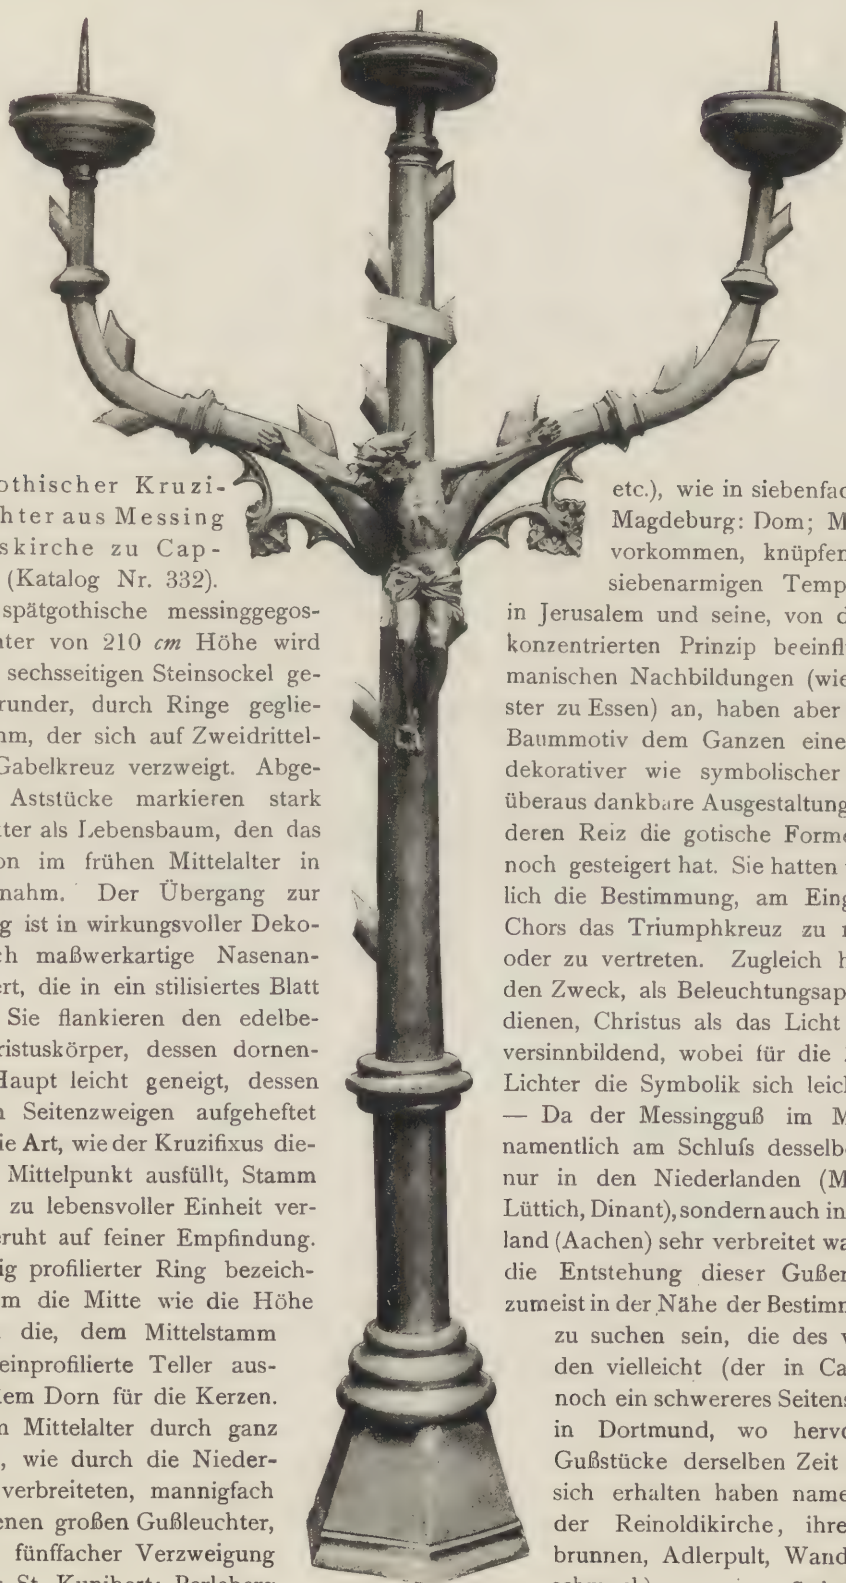 othischer Kruzi-
hter aus Messing
skirche zu Cap-
(Katalog Nr. 332).
spätgothische messinggegos-
ter von 210 cm Höhe wird
sechsseitigen Steinsockel ge-
runder, durch Ringe geglie-
m, der sich auf Zweidrittel-
Gabelkreuz verzweigt. Abge-
Aststücke markieren stark
ter als Lebensbaum, den das
on im frühen Mittelalter in
nahm. Der Übergang zur
g ist in wirkungsvoller Deko-
ch maßwerkartige Nasenan-
ert, die in ein stilisiertes Blatt
Sie flankieren den edelbe-
ristuskörper, dessen dornen-
Haupt leicht geneigt, dessen
n Seitenzweigen aufgeheftet
ie Art, wie der Kruzifixus die-
Mittelpunkt ausfüllt, Stamm
zu lebensvoller Einheit ver-
eruht auf feiner Empfindung.
ig profilierter Ring bezeich-
m die Mitte wie die Höhe
die, dem Mittelstamm
einprofilierte Teller aus-
dem Dorn für die Kerzen.
n Mittelalter durch ganz
, wie durch die Nieder-
verbreiteten, mannigfach
enen großen Gußleuchter,
fünffacher Verzweigung
St. Kunibert; Perleberg
etc.), wie in siebenfac
Magdeburg: Dom; M
vorkommen, knüpfen
siebenarmigen Temp
in Jerusalem und seine, von d
konzentrierten Prinzip beeinfl
manischen Nachbildungen (wie
ster zu Essen) an, haben aber
Baummotiv dem Ganzen eine
dekorativer wie symbolischer
überaus dankbare Ausgestaltung
deren Reiz die gotische Forme
noch gesteigert hat. Sie hatten
lich die Bestimmung, am Eing
Chors das Triumphkreuz zu
oder zu vertreten. Zugleich h
den Zweck, als Beleuchtungsap
dienen, Christus als das Licht
versinnbildend, wobei für die
Lichter die Symbolik sich leic
— Da der Messingguß im M
namentlich am Schluſs desselb
nur in den Niederlanden (M
Lüttich, Dinant), sondern auch in
land (Aachen) sehr verbreitet wa
die Entstehung dieser Gußer
zumeist in der Nähe der Bestimm
zu suchen sein, die des v
den vielleicht (der in Ca
noch ein schwereres Seitens
in Dortmund, wo hervo
Gußstücke derselben Zeit
sich erhalten haben name
der Reinoldikirche, ihre
brunnen, Adlerpult, Wand